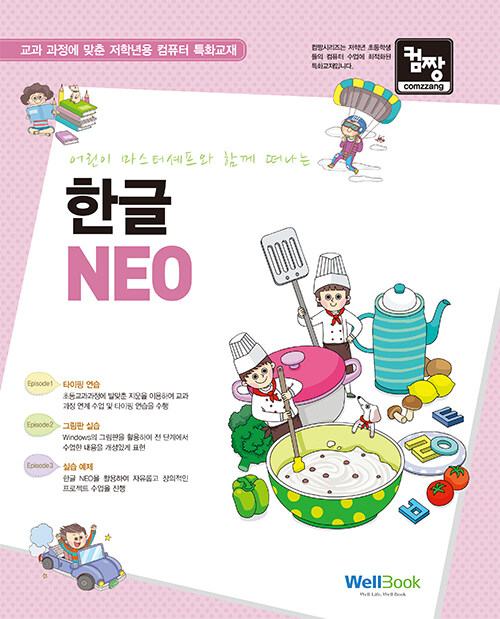 교과 과정에 맞춘 저학년용 컴퓨터 특화교재
컴짱시리즈는 저학년 초등학생
들의 컴퓨터 수업에 최적화된
특화교재입니다.
컴짱
comzzang
어린이 마스터셰프와 함께 떠나는
한글
NEO
Episode1 타이핑 연습
초등교과과정에 알맞춘 지문을 이용하여 교과
과정 연계 수업 및 타이핑 연습을 수행
Episode2 그림판 실습
Windows의 그림판을 활용하여 전 단계에서
수업한 내용을 개성있게 표현
Episode3 실습 예제
한글 NEO을 활용하여 자유롭고 창의적인
프로젝트 수업을 진행
WellBook
Well Life, Well Book